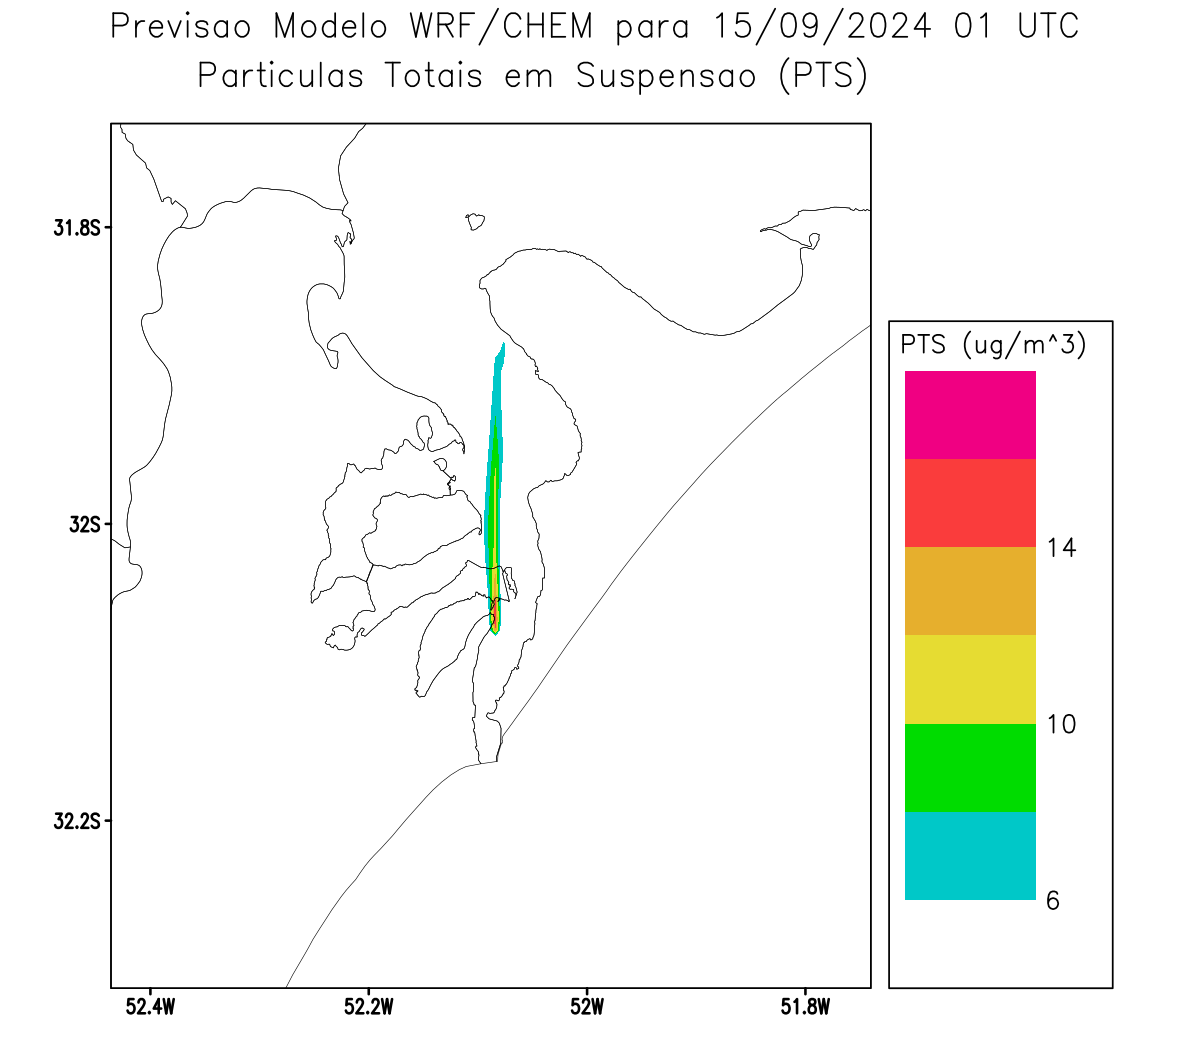 Previsao Modelo WRF/CHEM para 15/09/2024 01 UTC
Particulas Totais em Suspensao (PTS)
31.8S
32S
32.2S
52.4W 52.2W 52W 51.8W
PTS (ug/m^3)
14
10
6